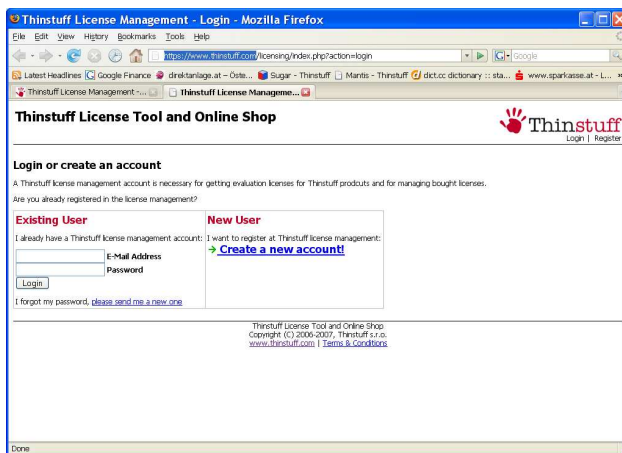 Thinstuff License Management - Login - Mozilla Firefox
File Edit View History Bookmarks Tools Help
https://www.thinstuff.com/licensing/index.php?action=login
Google
Latest Headlines Google Finance direktanlage.at – Öste... Sugar - Thinstuff Mantis - Thinstuff dict.cc dictionary :: sta... www.sparkasse.at - L... »
Thinstuff License Management -... Thinstuff License Manageme...
Thinstuff License Tool and
Online Shop
Thinstuff
Login | Register
Login or create an account
A Thinstuff license management account is necessary for getting evaluation licenses for Thinstuff prodcuts and for managing bought licenses.
Are you already registered in the license management?
Existing User
I already have a Thinstuff license management account:
E-Mail Address
Password
Login
I forgot my password, please send me a new one
New User
I want to register at Thinstuff license management:
Create a new account!
Thinstuff License Tool and Online Shop
Copyright (C) 2006-2007, Thinstuff s.r.o.
www.thinstuff.com | Terms & Conditions
Done